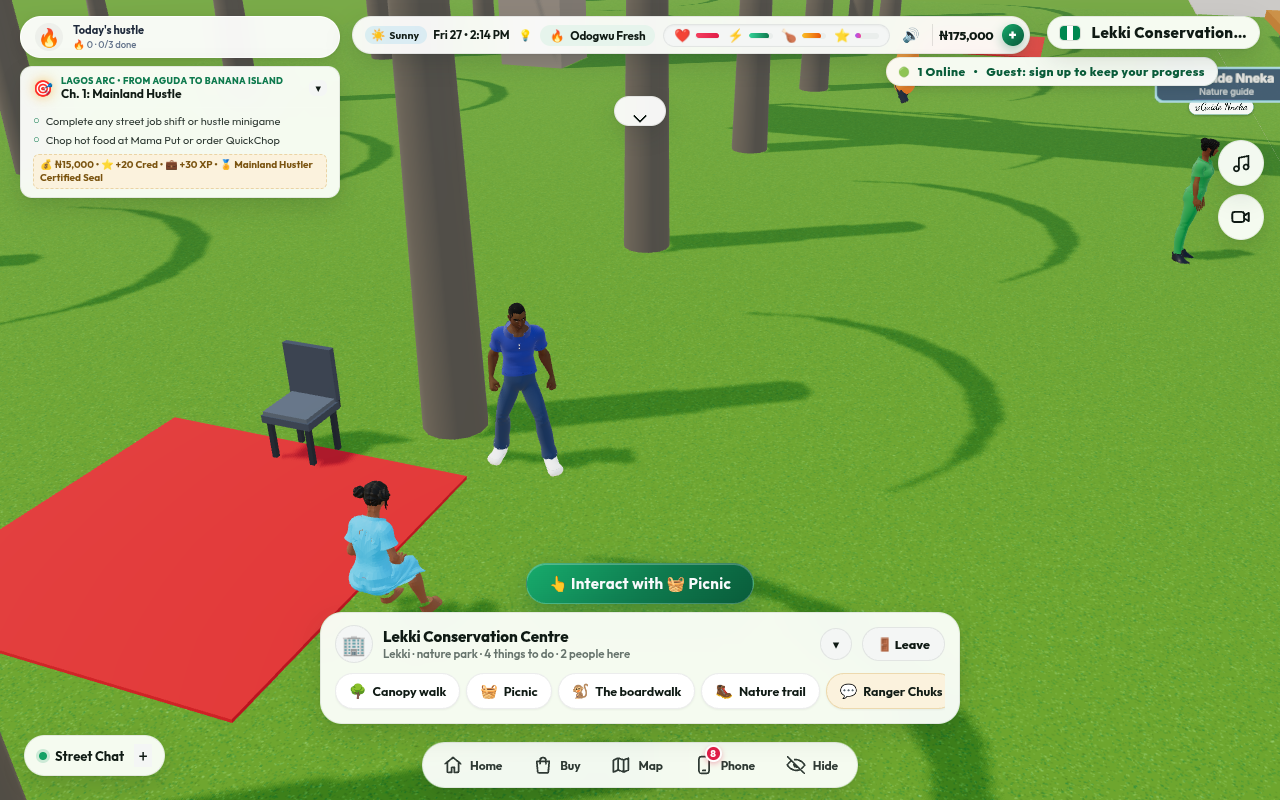 Today's hustle
🔥 0 · 0/3 done
Sunny
Fri 27 • 2:14 PM
Odogwu Fresh
₦175,000
+
Lekki Conservation...
1 Online • Guest: sign up to keep your progress
LAGOS ARC • FROM AGUDA TO BANANA ISLAND
Ch. 1: Mainland Hustle
Complete any street job shift or hustle minigame
Chop hot food at Mama Put or order QuickChop
💰 ₦15,000 • ⭐ +20 Cred • 💼 +30 XP • 🏅 Mainland Hustler
Certified Seal
de Nneka
Nature guide
Guide Nneka
👆 Interact with 🧺 Picnic
Lekki Conservation Centre
Lekki · nature park · 4 things to do · 2 people here
Leave
Canopy walk
Picnic
The boardwalk
Nature trail
Ranger Chuks
Street Chat +
Home
Buy
Map
8
Phone
Hide